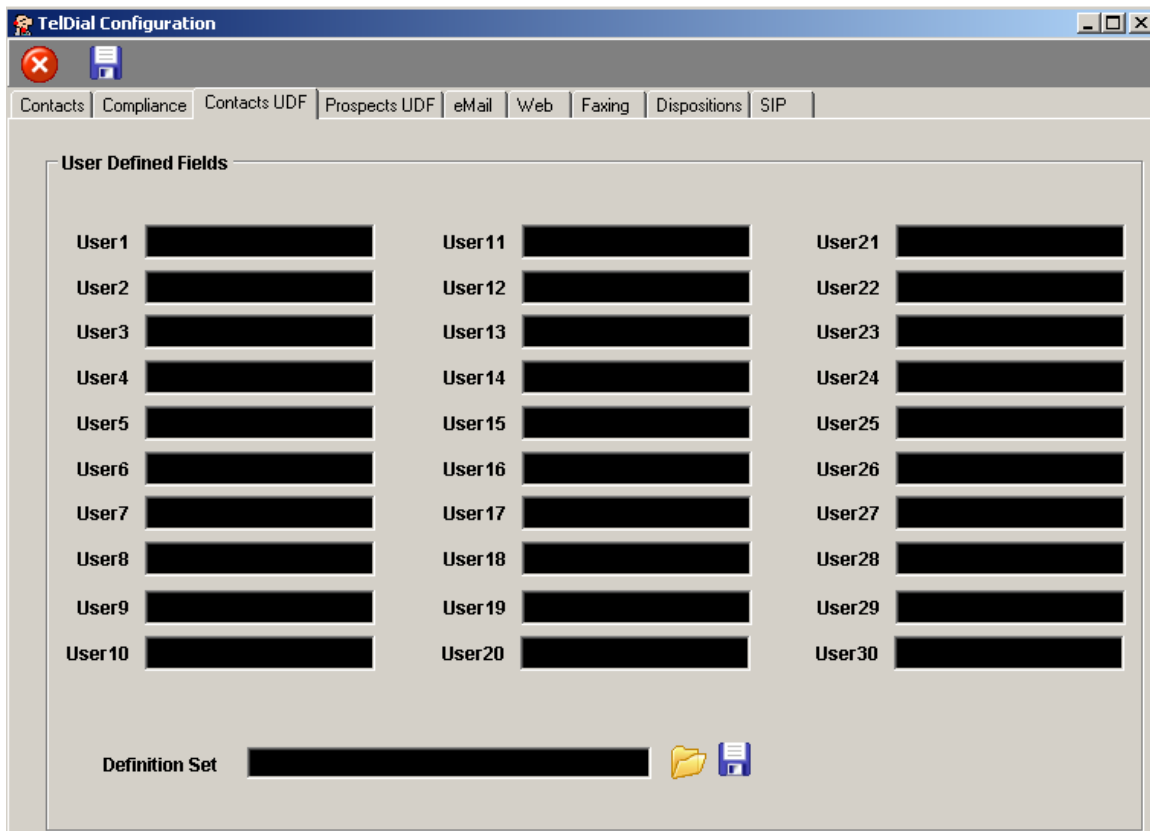 TelDial Configuration
Contacts Compliance Contacts UDF Prospects UDF eMail Web Faxing Dispositions SIP
User Defined Fields
User1 User11 User21
User2 User12 User22
User3 User13 User23
User4 User14 User24
User5 User15 User25
User6 User16 User26
User7 User17 User27
User8 User18 User28
User9 User19 User29
User10 User20 User30
Definition Set